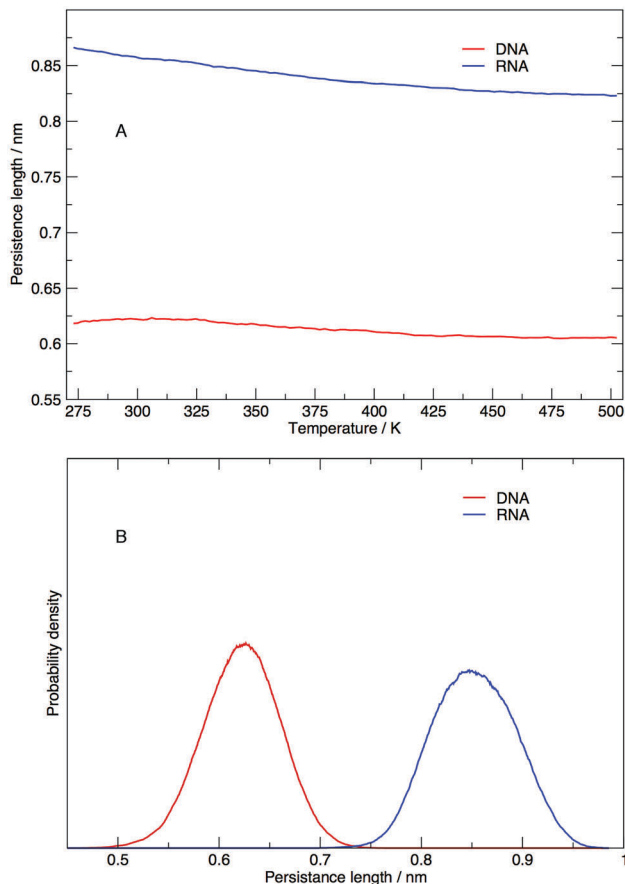 0.85
0.8
0.75
0.7
0.65
0.6
0.55
Persistence length / nm
DNA
RNA
A
275 300 325 350 375 400 425 450 475 500
Temperature / K
DNA
RNA
B
Probability density
0.5 0.6 0.7 0.8 0.9 1
Persistance length / nm